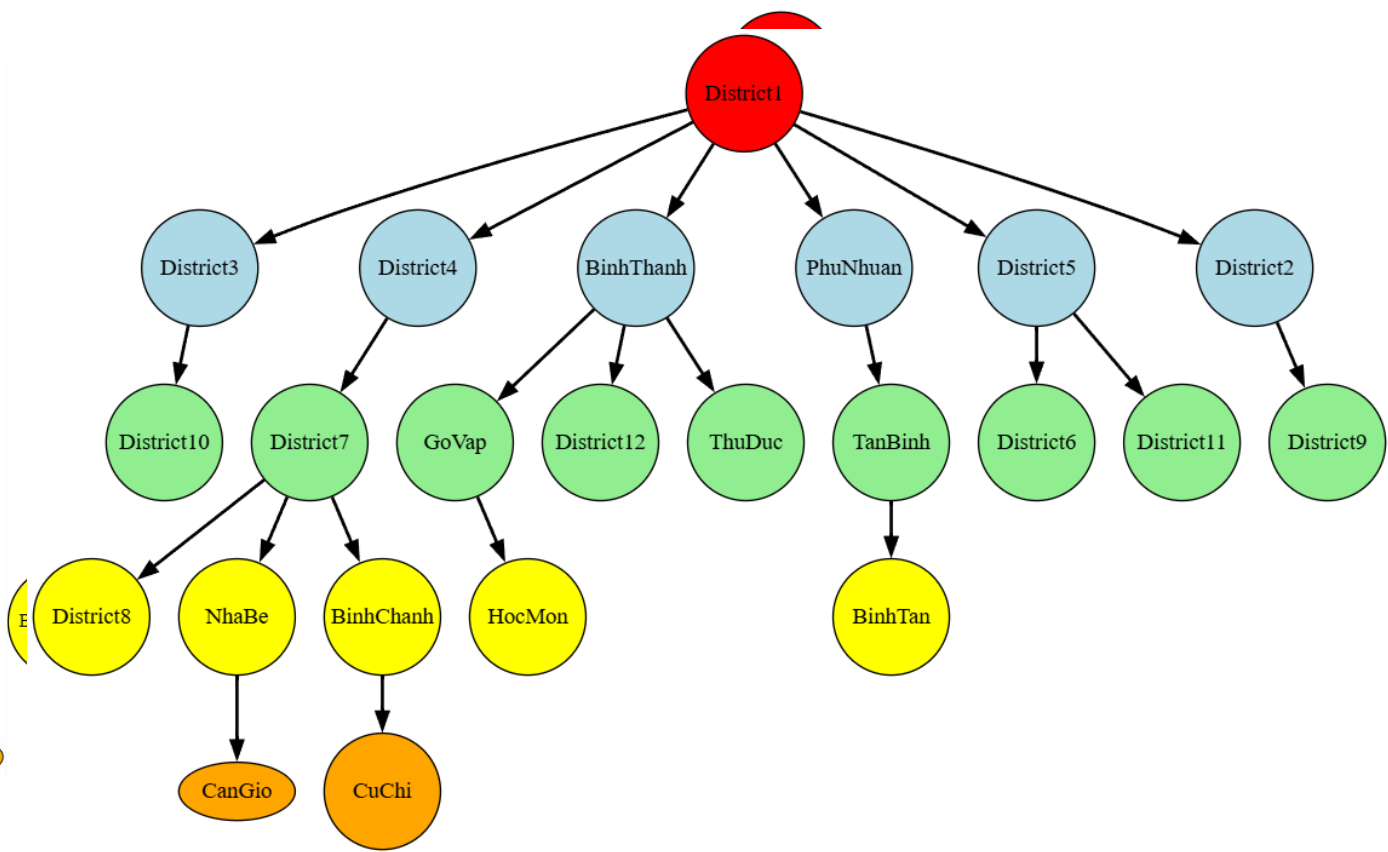 District1
District3
District4
BinhThanh
PhuNhuan
District5
District2
District10
District7
GoVap
District12
ThuDuc
TanBinh
District6
District11
District9
District8
NhaBe
BinhChanh
HocMon
BinhTan
CanGio
CuChi